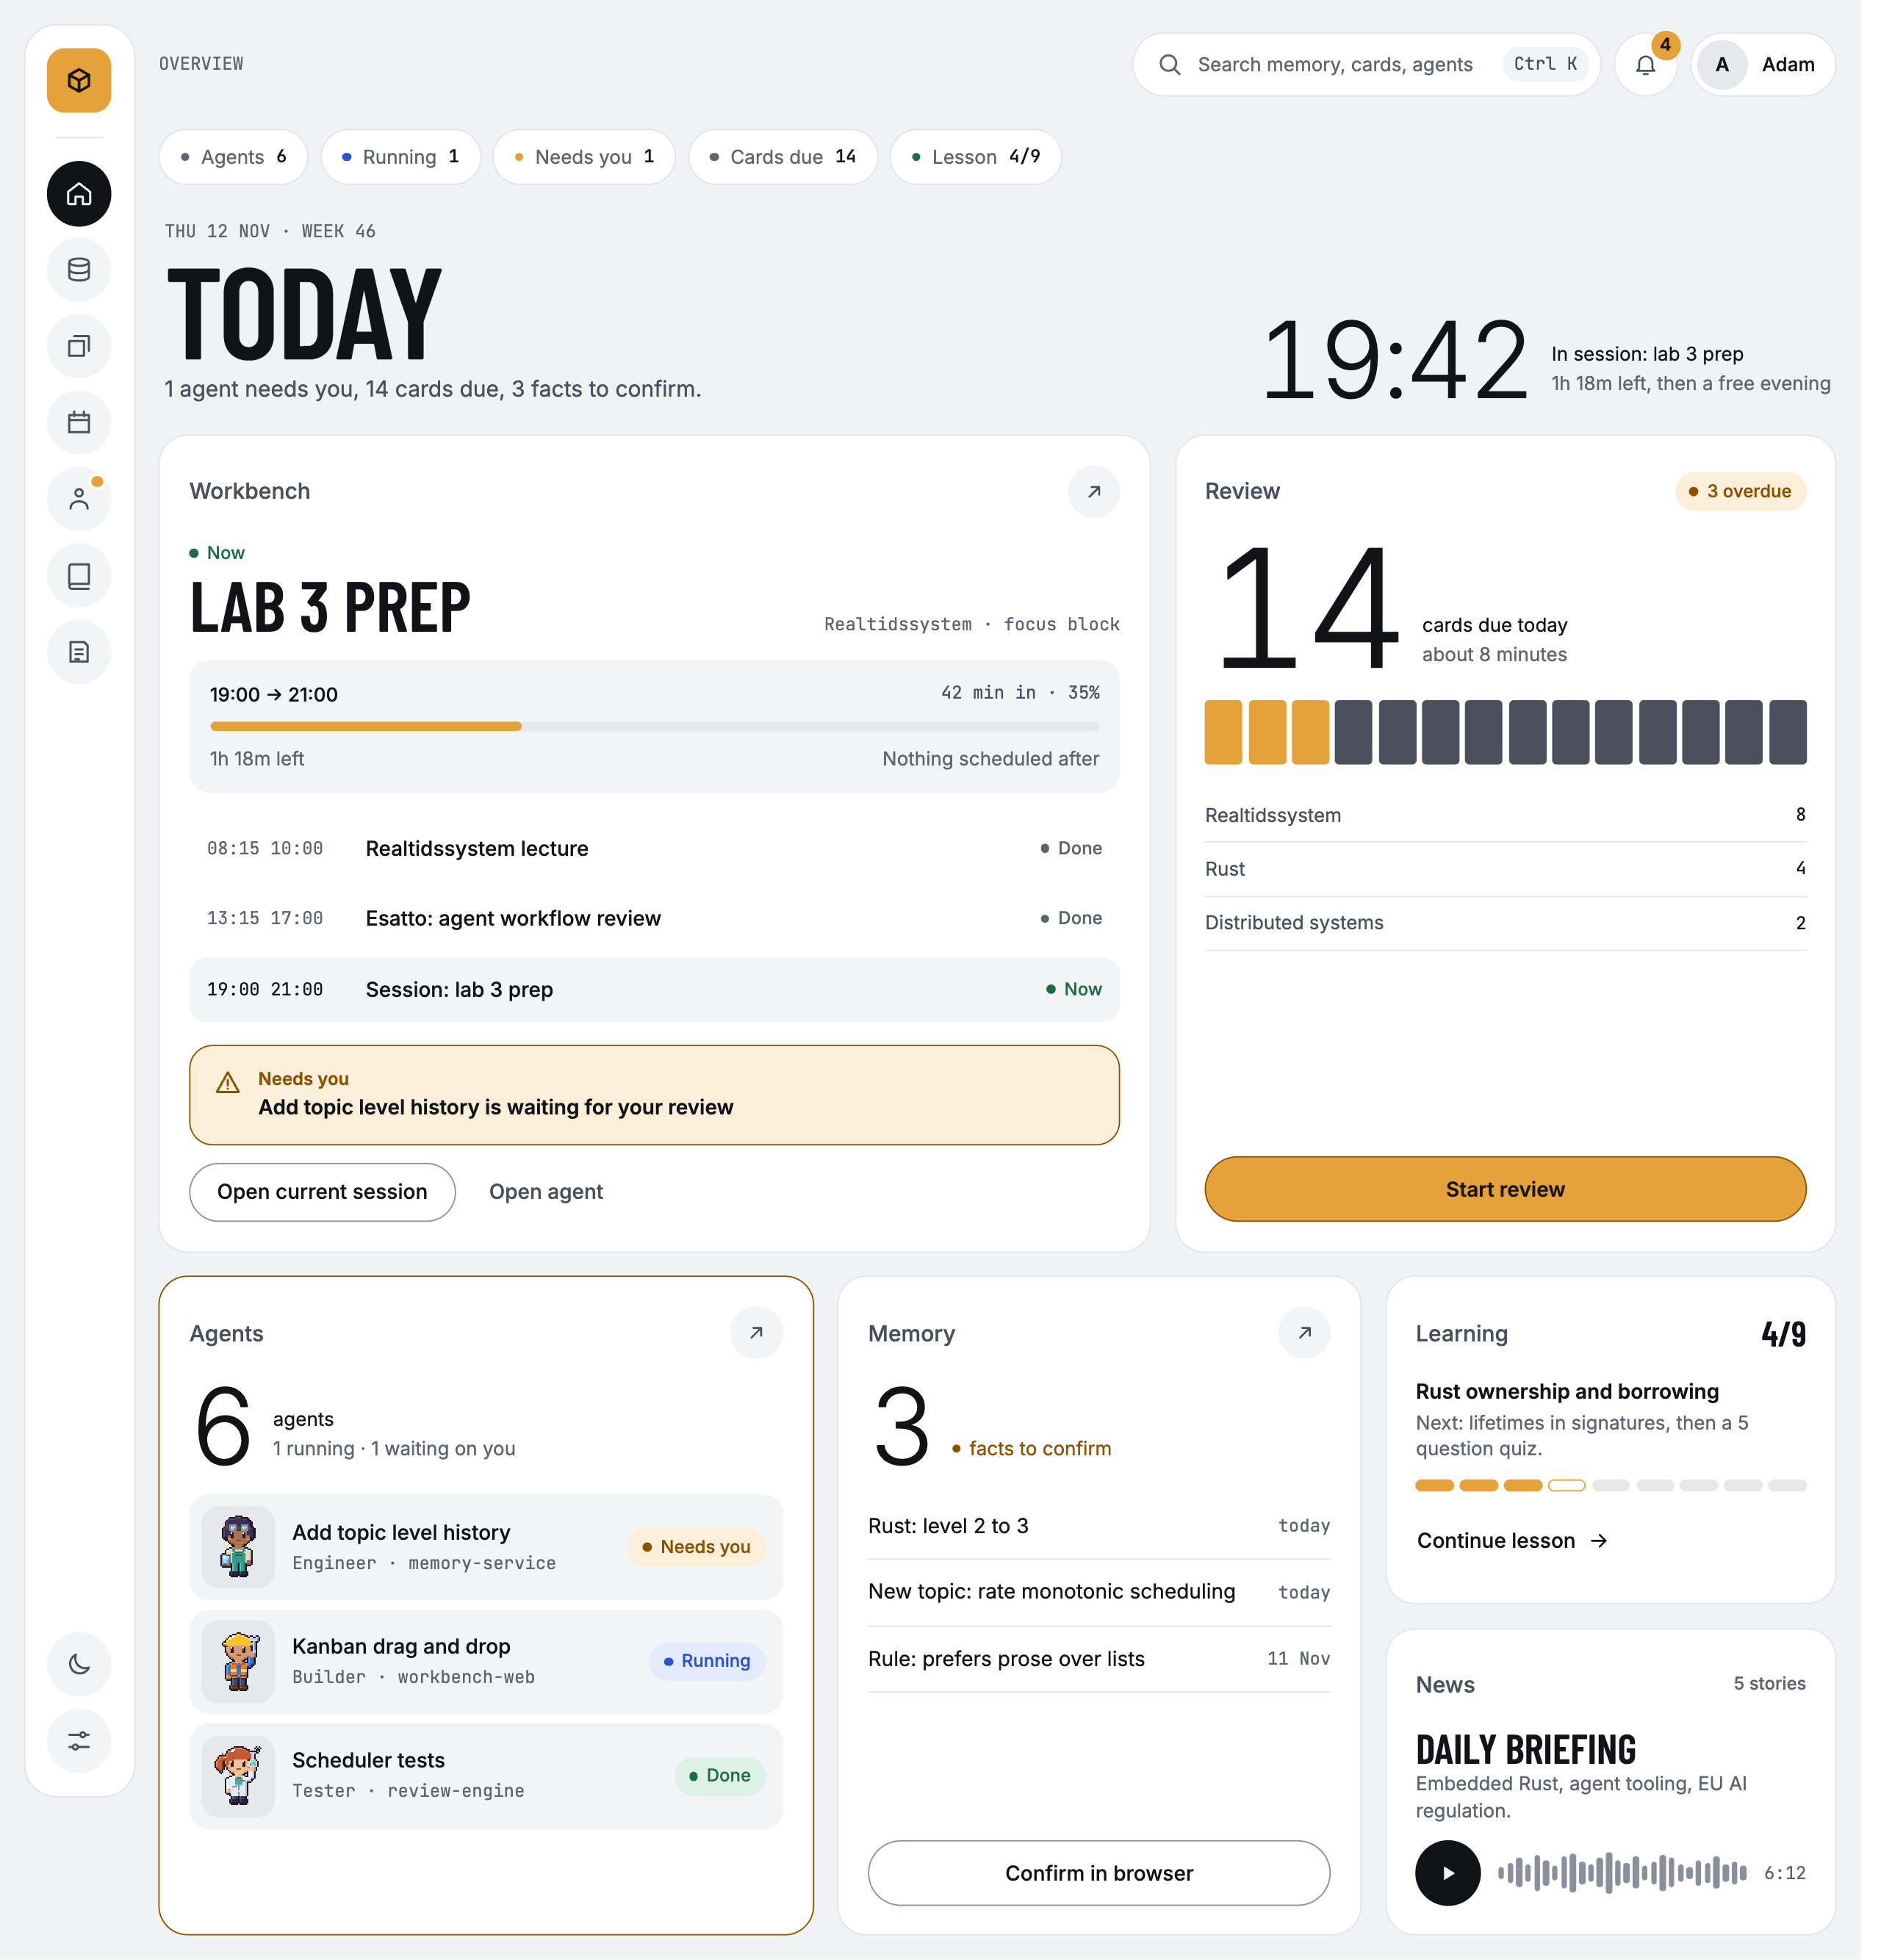 OVERVIEW
Search memory, cards, agents Ctrl K
4
A Adam
Agents 6
Running 1
Needs you 1
Cards due 14
Lesson 4/9
THU 12 NOV · WEEK 46
TODAY
1 agent needs you, 14 cards due, 3 facts to confirm.
19:42
In session: lab 3 prep
1h 18m left, then a free evening
Workbench
Now
LAB 3 PREP
Realtidssystem · focus block
19:00 → 21:00
42 min in · 35%
1h 18m left
Nothing scheduled after
08:15 10:00 Realtidssystem lecture Done
13:15 17:00 Esatto: agent workflow review Done
19:00 21:00 Session: lab 3 prep Now
Needs you
Add topic level history is waiting for your review
Open current session
Open agent
Review
3 overdue
14
cards due today
about 8 minutes
Realtidssystem 8
Rust 4
Distributed systems 2
Start review
Agents
6
agents
1 running · 1 waiting on you
Add topic level history
Engineer · memory-service
Needs you
Kanban drag and drop
Builder · workbench-web
Running
Scheduler tests
Tester · review-engine
Done
Memory
3
facts to confirm
Rust: level 2 to 3 today
New topic: rate monotonic scheduling today
Rule: prefers prose over lists 11 Nov
Confirm in browser
Learning
4/9
Rust ownership and borrowing
Next: lifetimes in signatures, then a 5
question quiz.
Continue lesson →
News
5 stories
DAILY BRIEFING
Embedded Rust, agent tooling, EU AI
regulation.
6:12